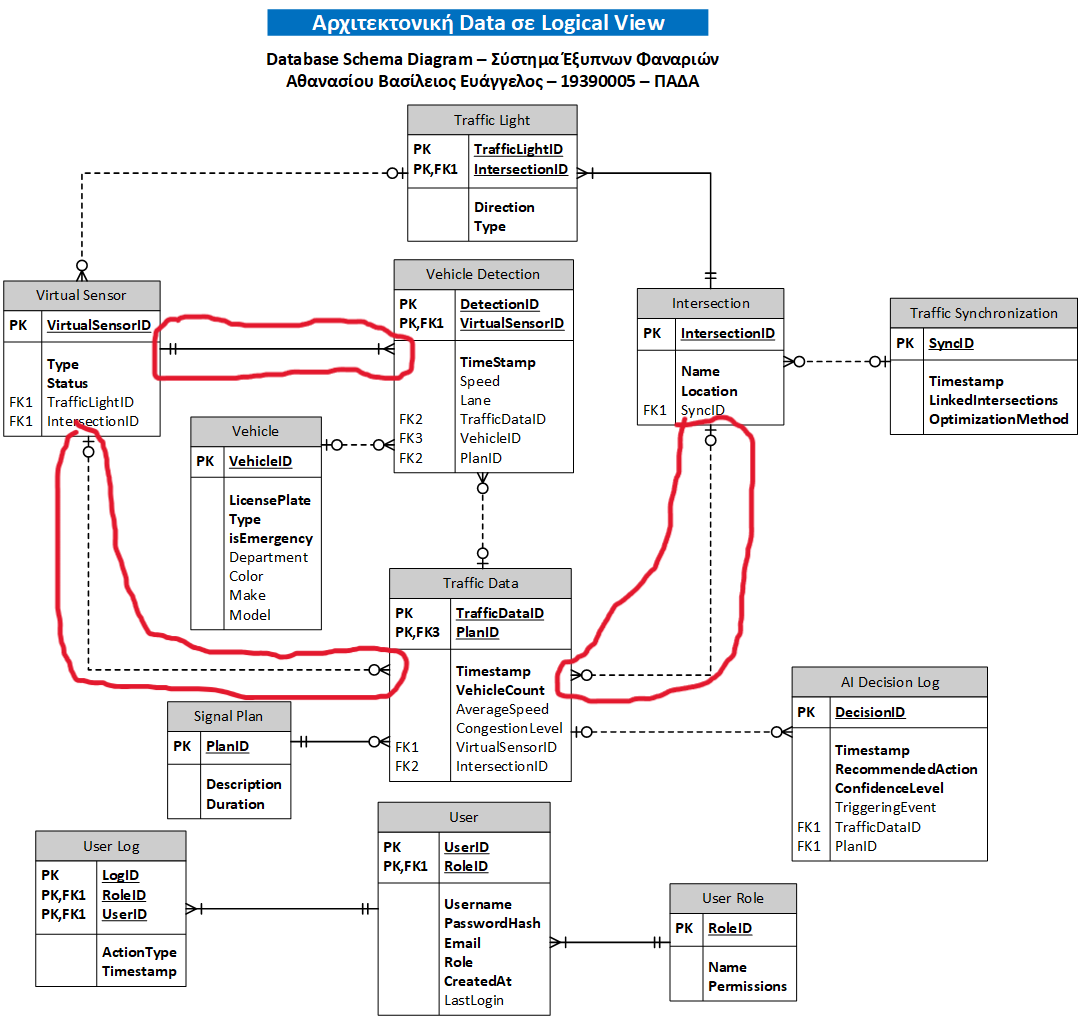 Αρχιτεκτονική Data σε Logical View
Database Schema Diagram – Σύστημα Έξυπνων Φαναριών
Αθανασίου Βασίλειος Ευάγγελος – 19390005 – ΠΑΔΑ
Traffic Light
PK TrafficLightID
PK,FK1 IntersectionID
Direction
Type
Virtual Sensor
PK VirtualSensorID
Type
Status
FK1 TrafficLightID
FK1 IntersectionID
Vehicle Detection
PK DetectionID
PK,FK1 VirtualSensorID
TimeStamp
Speed
Lane
FK2 TrafficDataID
FK3 VehicleID
FK2 PlanID
Intersection
PK IntersectionID
Name
Location
FK1 SyncID
Traffic Synchronization
PK SyncID
Timestamp
LinkedIntersections
OptimizationMethod
Vehicle
PK VehicleID
LicensePlate
Type
isEmergency
Department
Color
Make
Model
Traffic Data
PK TrafficDataID
PK,FK3 PlanID
Timestamp
VehicleCount
AverageSpeed
CongestionLevel
FK1 VirtualSensorID
FK2 IntersectionID
Signal Plan
PK PlanID
Description
Duration
AI Decision Log
PK DecisionID
Timestamp
RecommendedAction
ConfidenceLevel
TriggeringEvent
FK1 TrafficDataID
FK1 PlanID
User Log
PK LogID
PK,FK1 RoleID
PK,FK1 UserID
ActionType
Timestamp
User
PK UserID
PK,FK1 RoleID
Username
PasswordHash
Email
Role
CreatedAt
LastLogin
User Role
PK RoleID
Name
Permissions